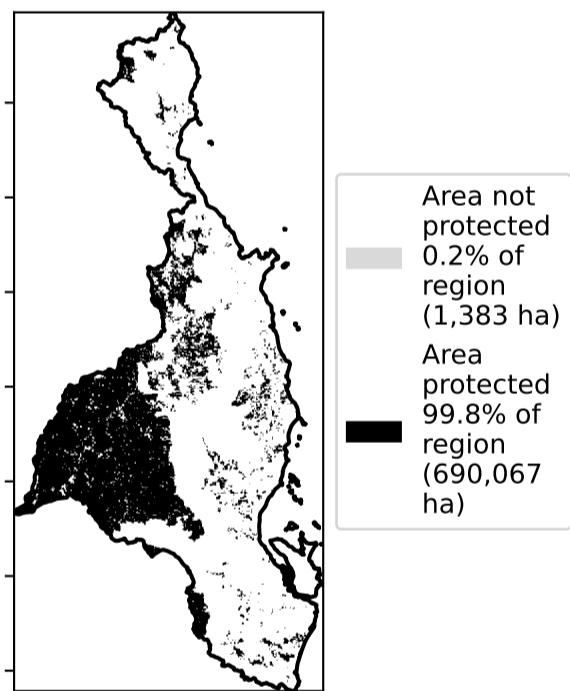 Area not
protected
0.2% of
region
(1,383 ha)
Area
protected
99.8% of
region
(690,067
ha)